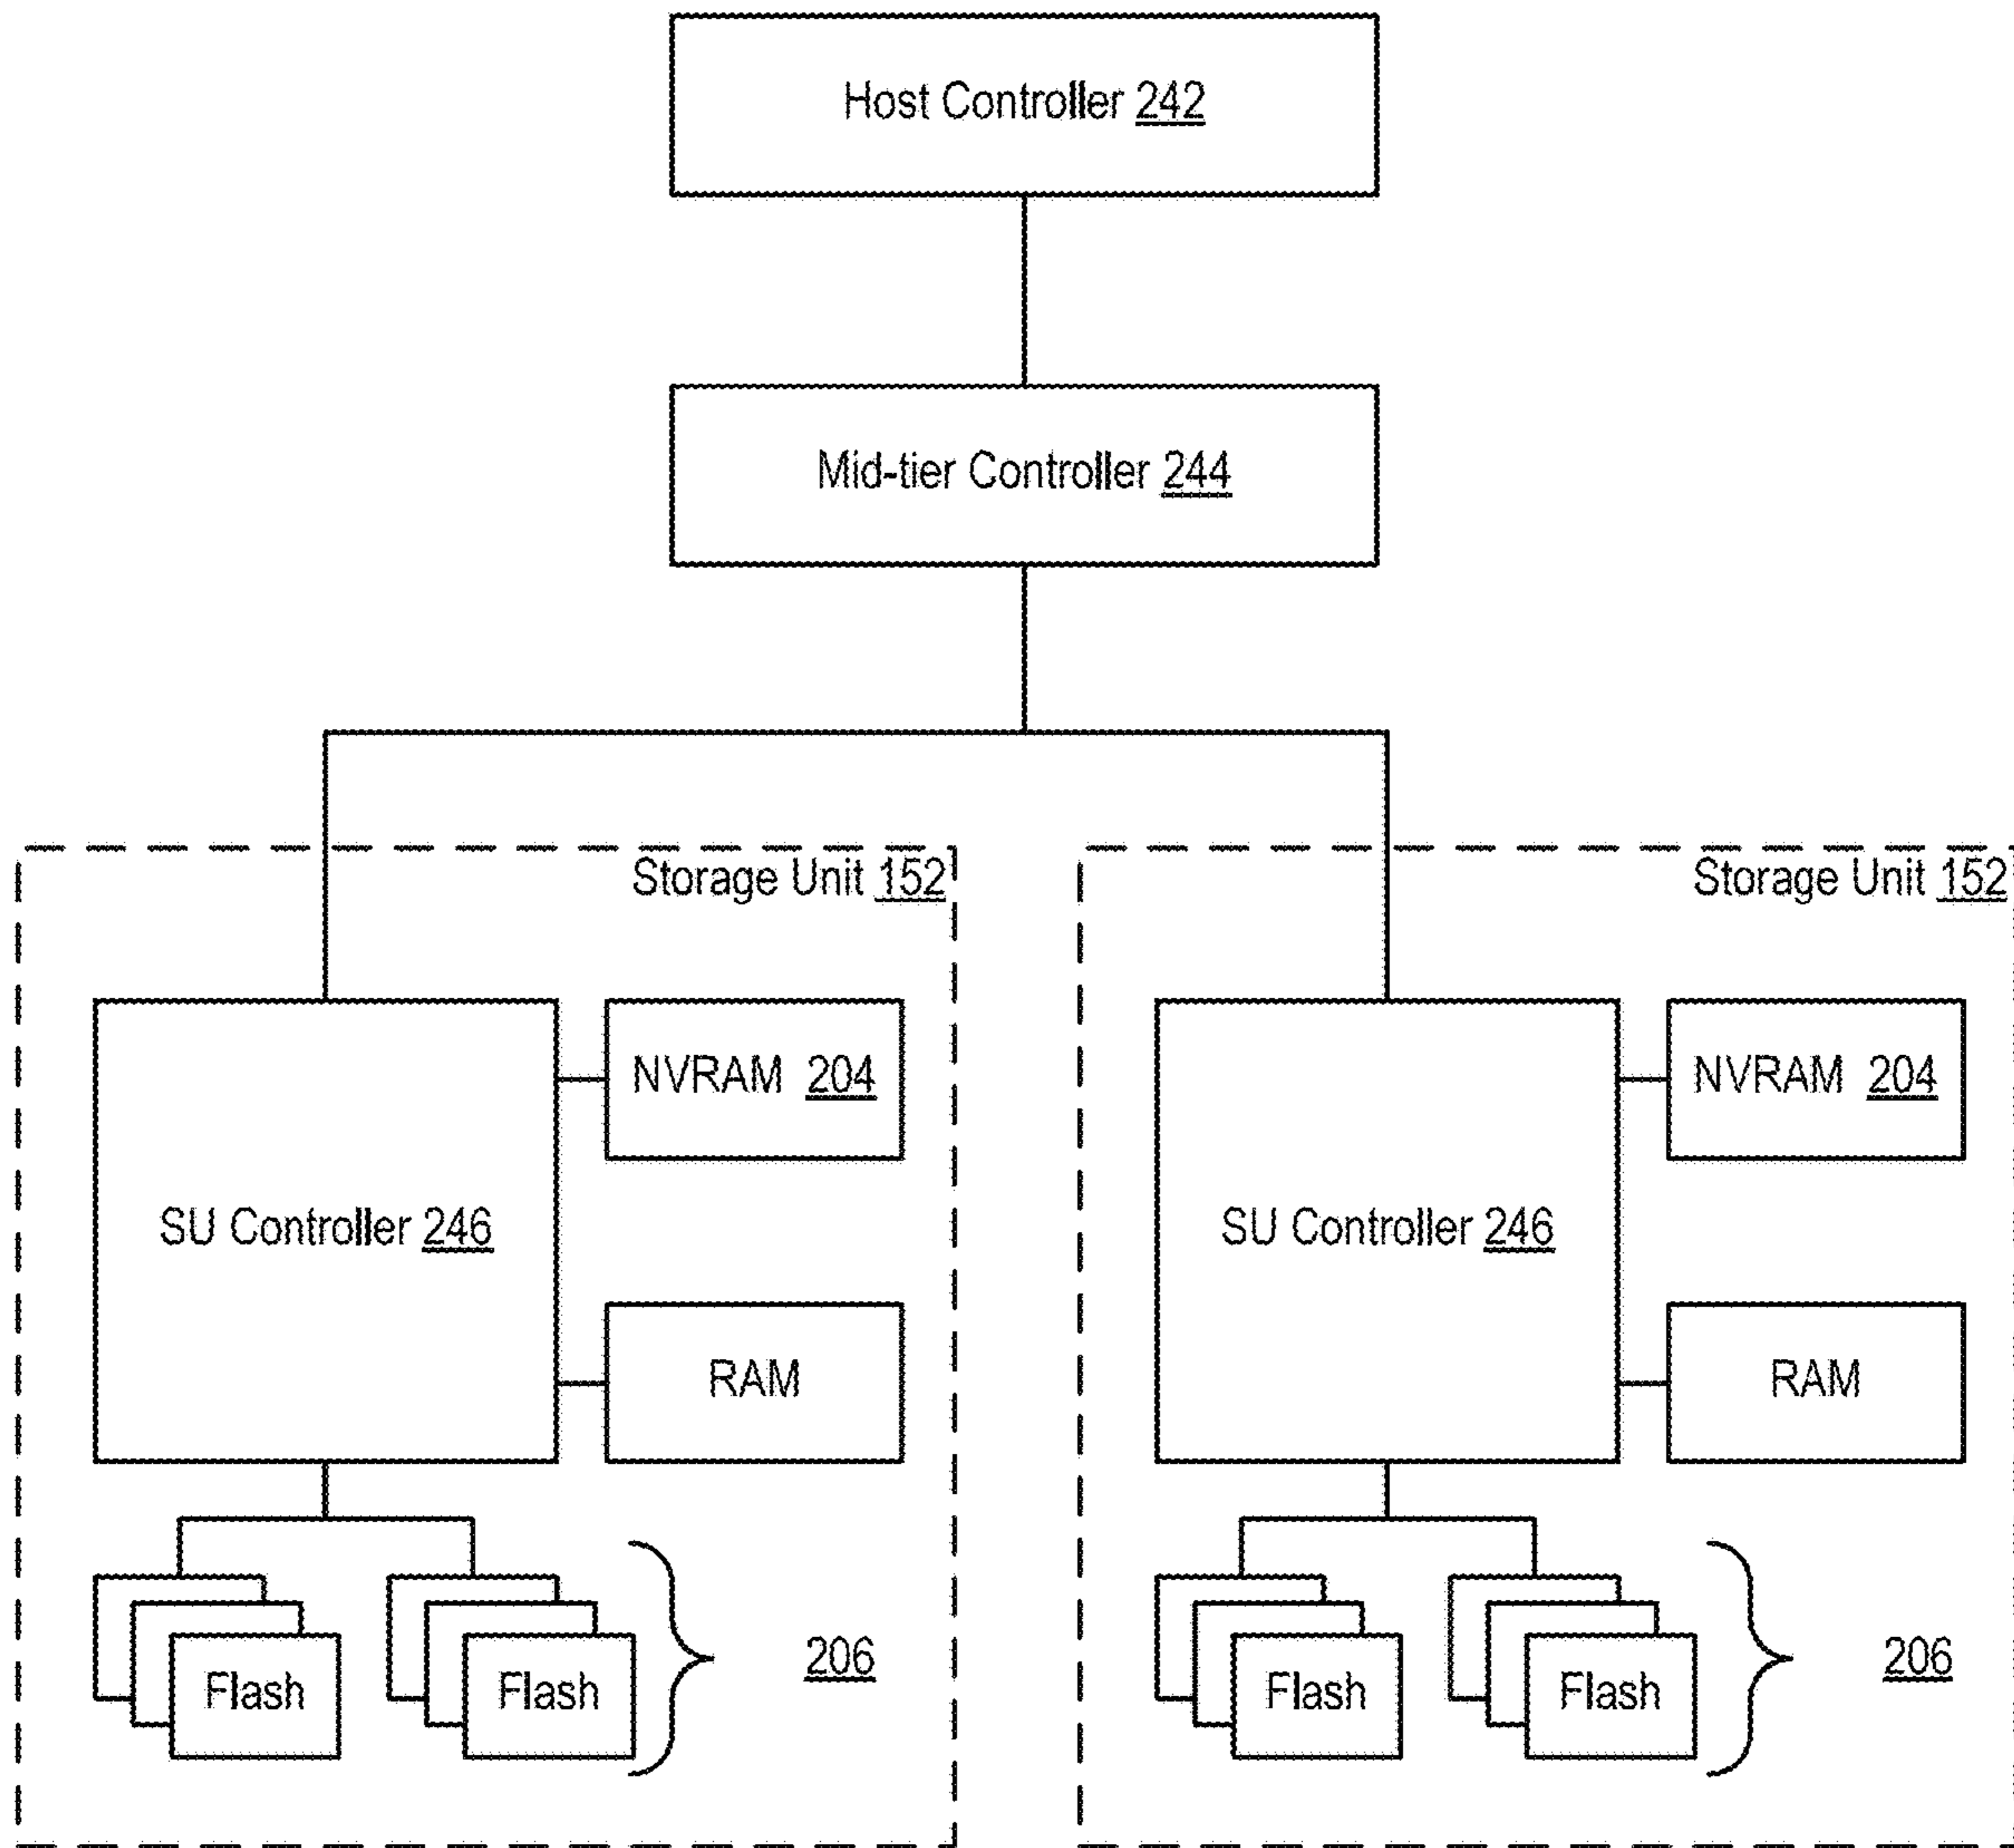 Host Controller 242
Mid-tier Controller 244
Storage Unit 152
Storage Unit 152
NVRAM 204
NVRAM 204
SU Controller 246
SU Controller 246
RAM
RAM
Flash
Flash
206
Flash
Flash
206